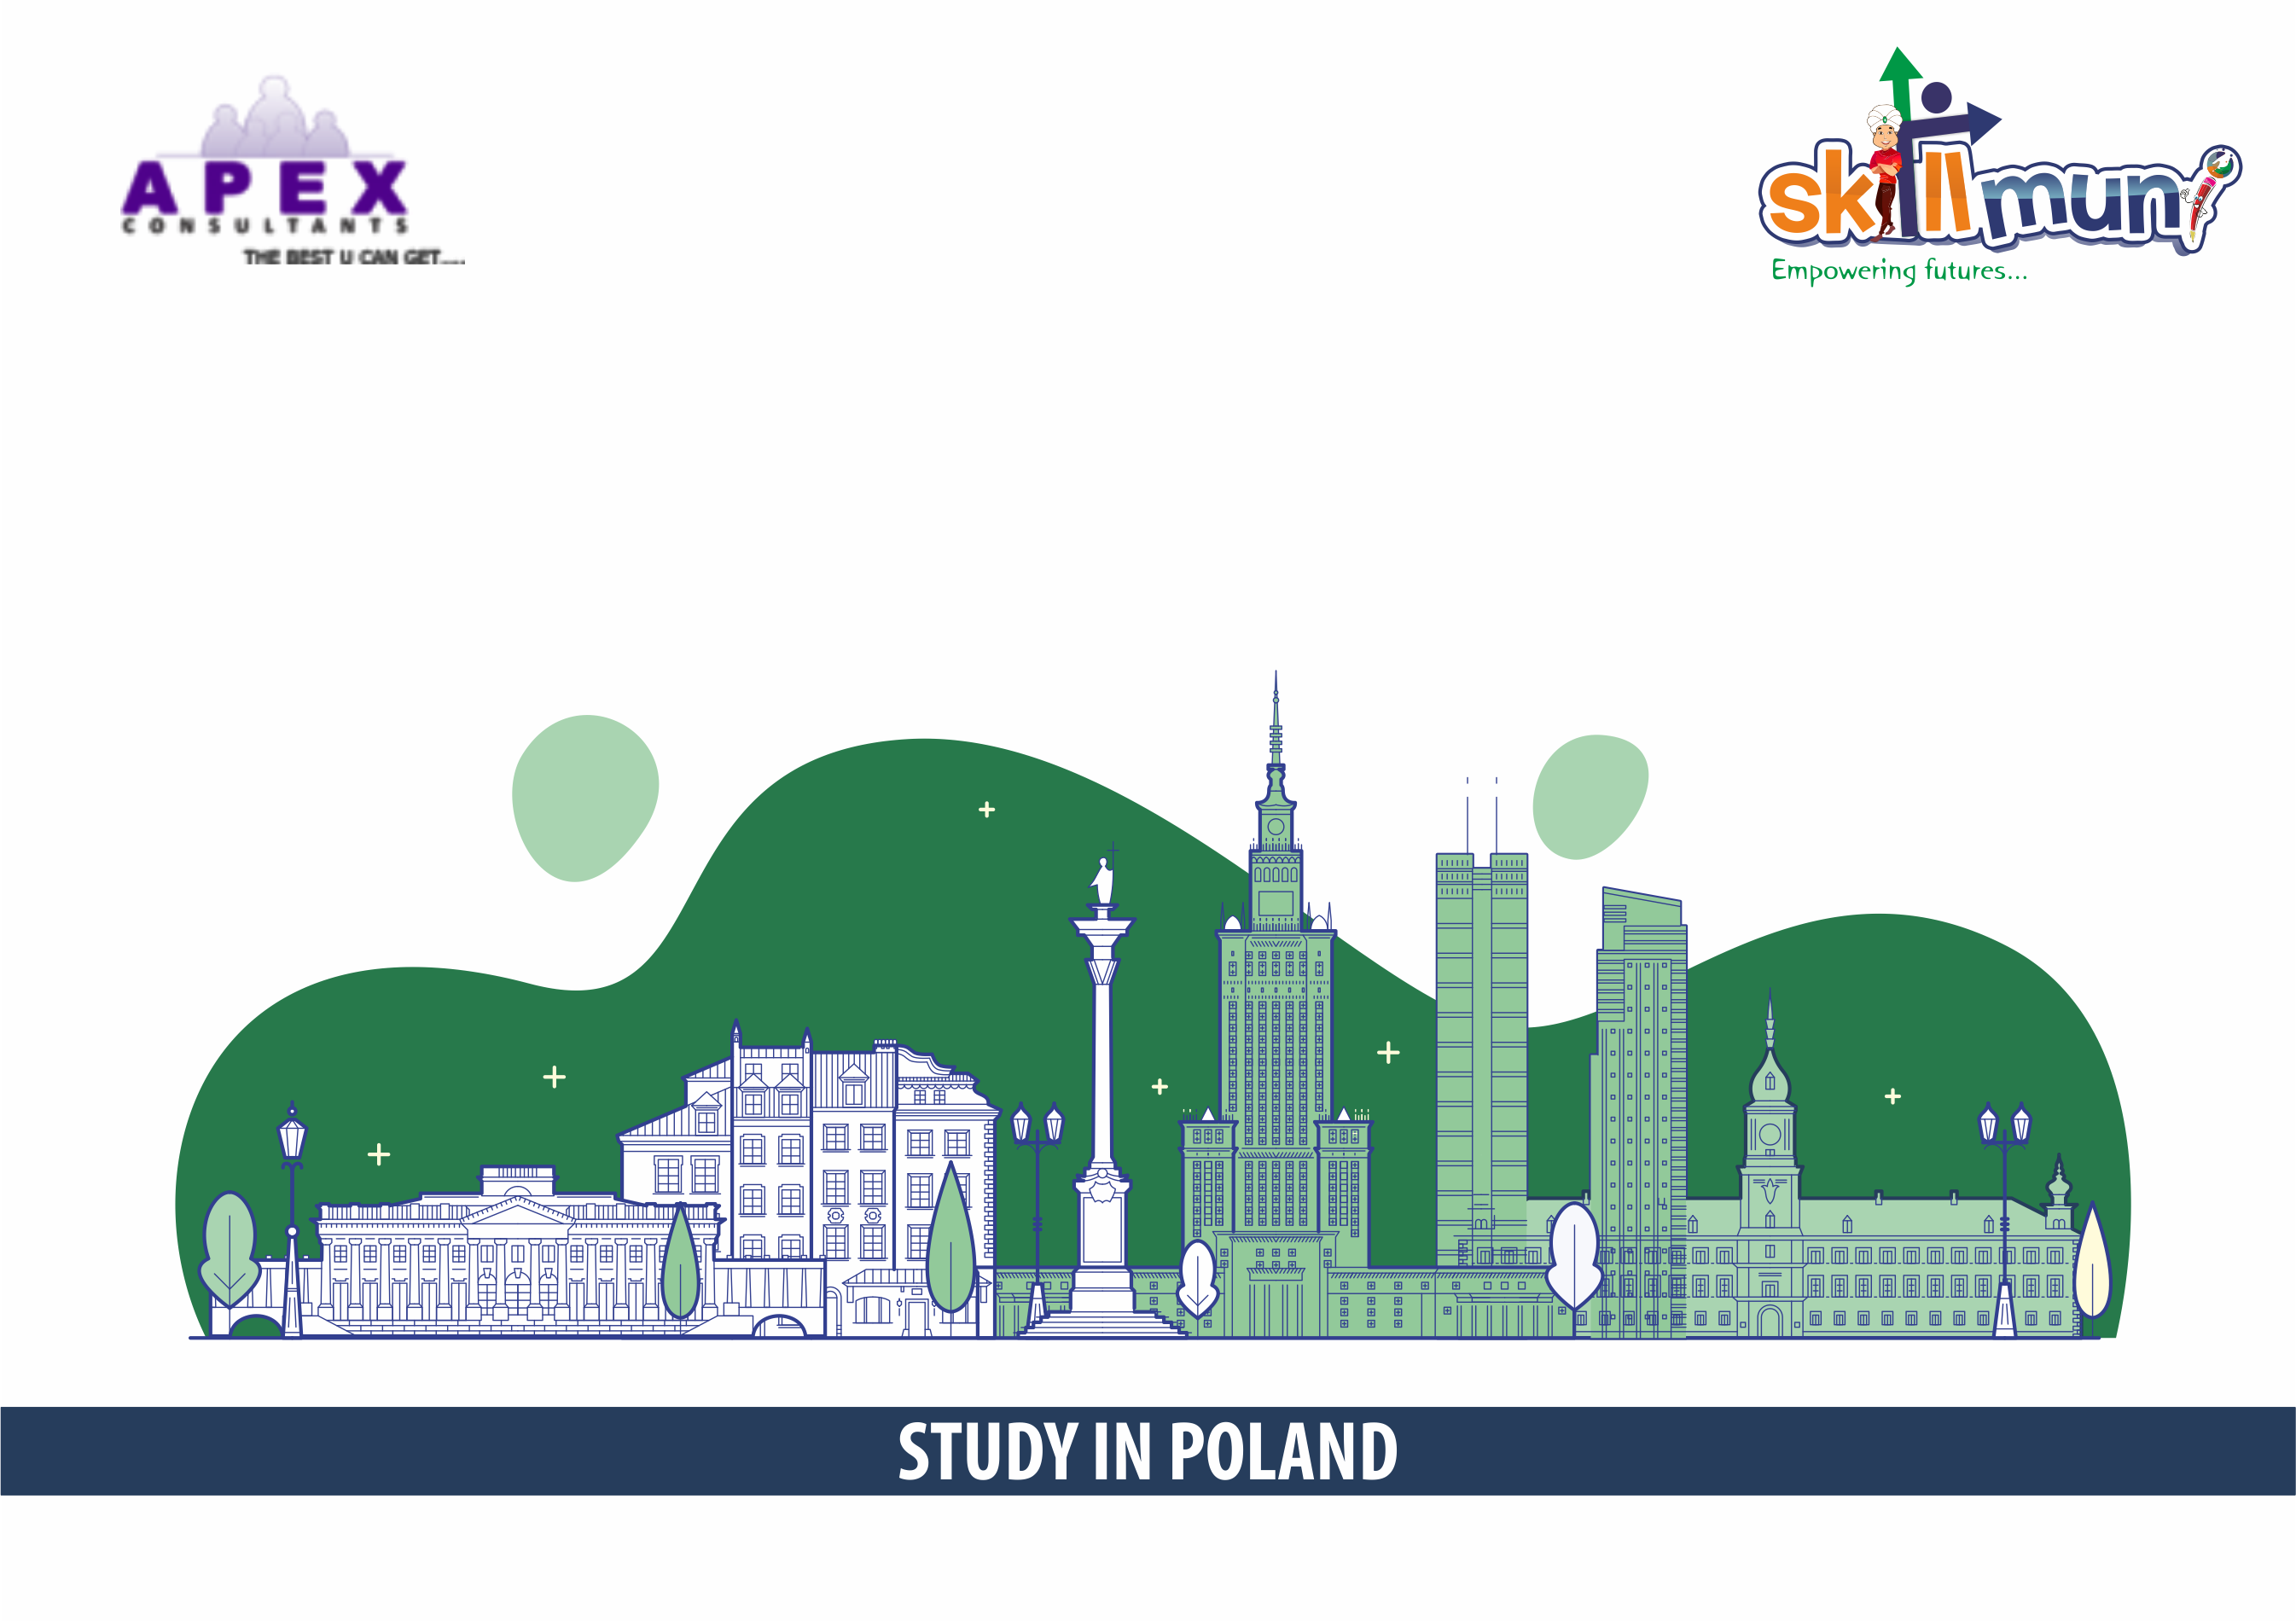 APEX
CONSULTANTS
THE BEST U CAN GET.....
skillmuni
Empowering futures...
STUDY IN POLAND